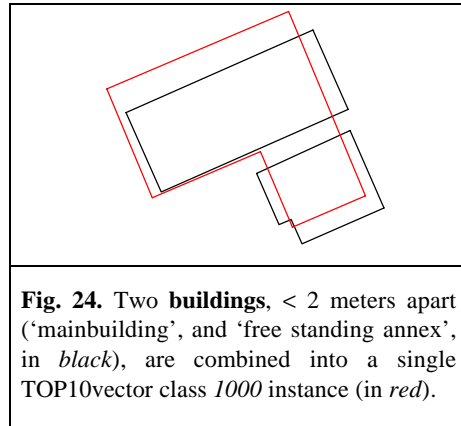 Fig. 24. Two buildings, < 2 meters apart
(‘mainbuilding’, and ‘free standing annex’,
in black), are combined into a single
TOP10vector class 1000 instance (in red).